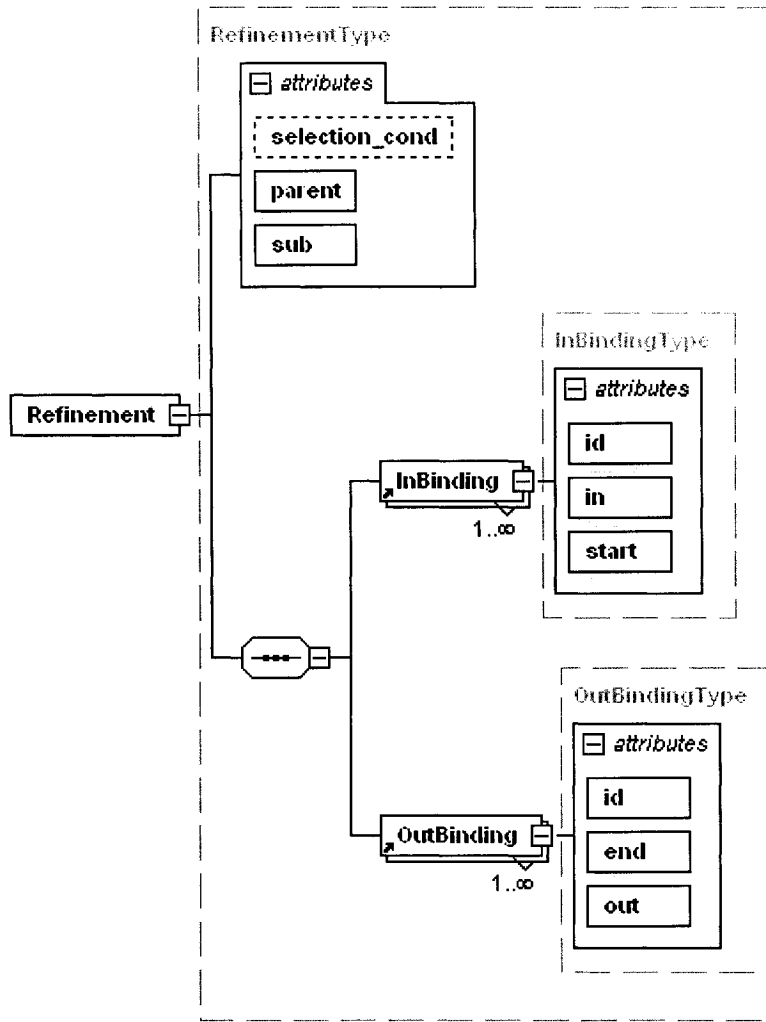 RefinementType
attributes
selection_cond
parent
sub
InBindingType
attributes
Refinement
id
InBinding
in
1..∞
start
OutBindingType
attributes
id
OutBinding
end
1..∞
out